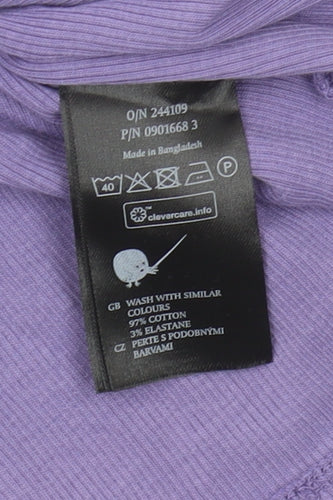 O/N 244109
P/N 0901668 3
Made in Bangladesh
40 P
™ clevercare.info
GB WASH WITH SIMILAR
COLOURS
97% COTTON
3% ELASTANE
CZ PERTE S PODOBNÝMI
BARVAMI